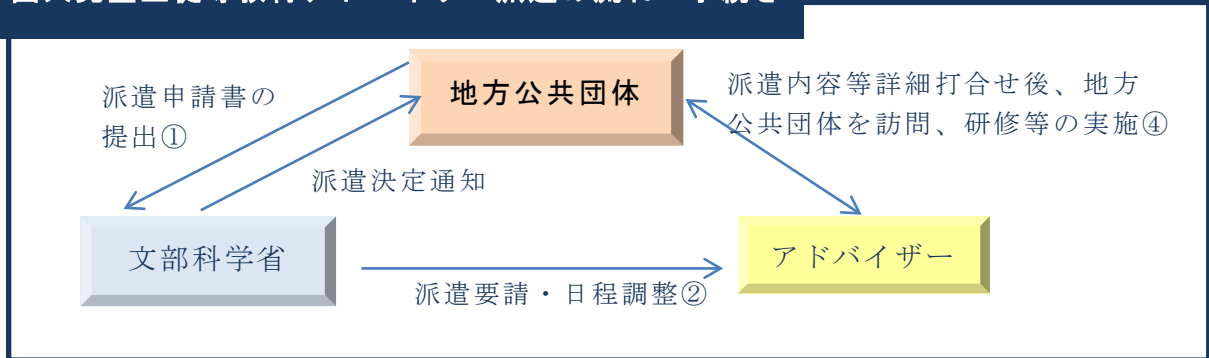 地方公共団体
派遣申請書の
提出①
派遣内容等詳細打合せ後、地方
公共団体を訪問、研修等の実施④
派遣決定通知
文部科学省
アドバイザー
派遣要請・日程調整②